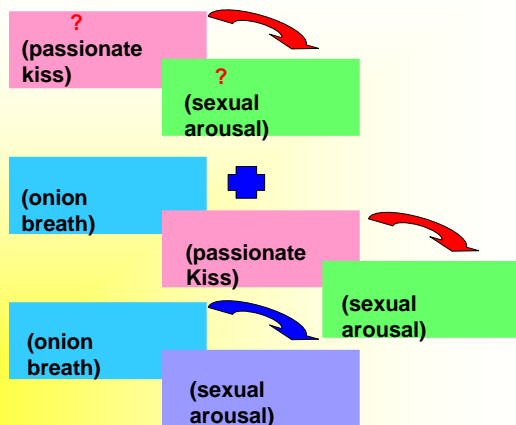 ?
(passionate
kiss)
?
(sexual
arousal)
(onion
breath)
(passionate
Kiss)
(sexual
arousal)
(onion
breath)
(sexual
arousal)